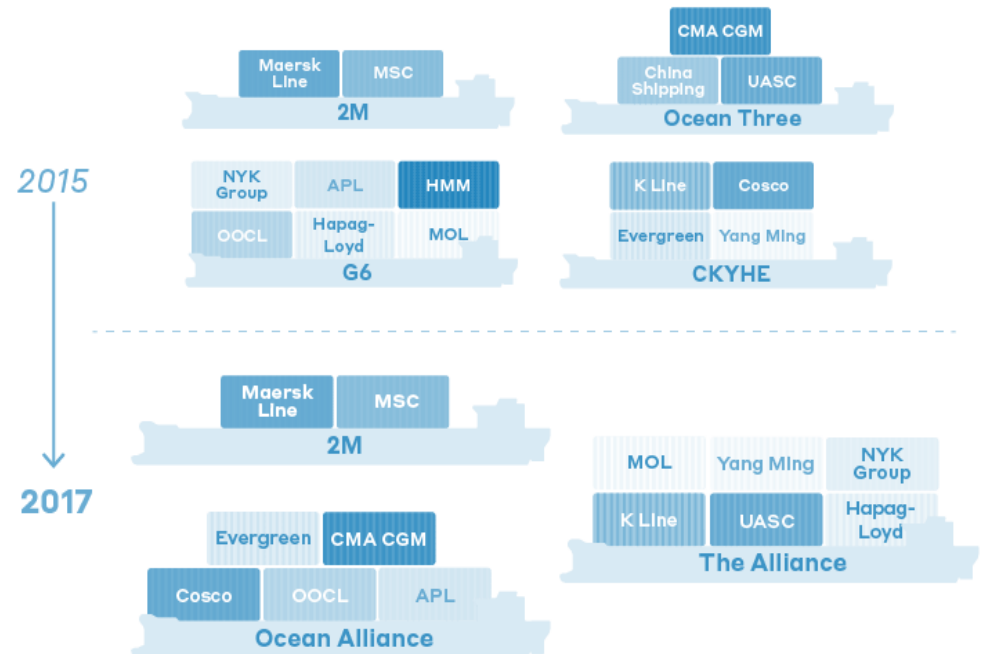 Maersk
Line
MSC
2M
CMA CGM
China
Shipping
UASC
Ocean Three
2015
NYK
Group
APL
HMM
OOCL
Hapag-
Loyd
MOL
G6
K Line
Cosco
Evergreen
Yang Ming
CKYHE
Maersk
Line
MSC
2M
2017
MOL
Yang Ming
NYK
Group
K Line
UASC
Hapag-
Loyd
The Alliance
Evergreen
CMA CGM
Cosco
OOCL
APL
Ocean Alliance